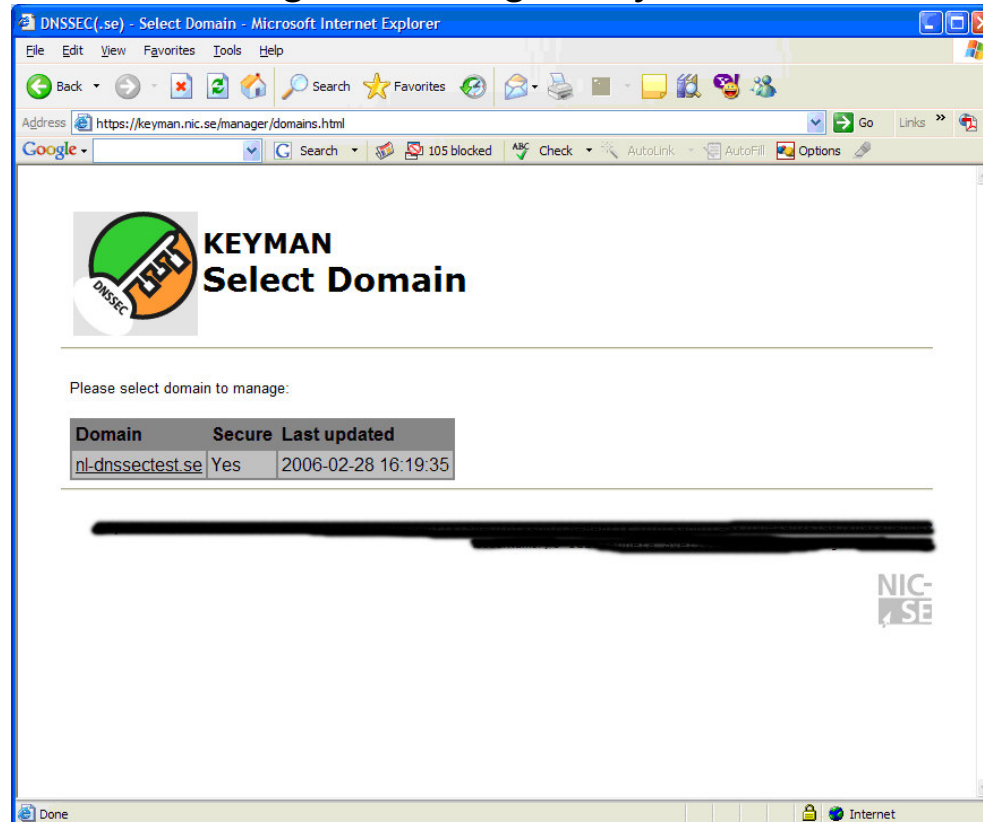 DNSSEC(.se) - Select Domain - Microsoft Internet Explorer
File Edit View Favorites Tools Help
Back Search Favorites
Address https://keyman.nic.se/manager/domains.html Go Links »
Google Search 105 blocked ABC Check AutoLink AutoFill Options
DNSSEC
KEYMAN
Select Domain
Please select domain to manage:
Domain Secure Last updated
nl-dnssectest.se Yes 2006-02-28 16:19:35
NIC-
SE
Done Internet